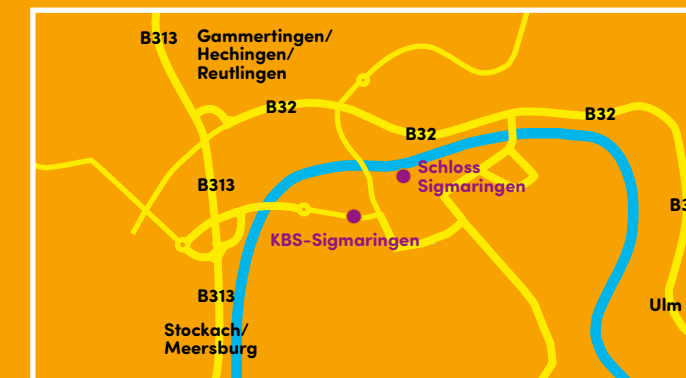 B313
Gammertingen/
Hechingen/
Reutlingen
B32
B32
B32
Schloss
Sigmaringen
B313
KBS-Sigmaringen
B313
Stockach/
Meersburg
Ulm